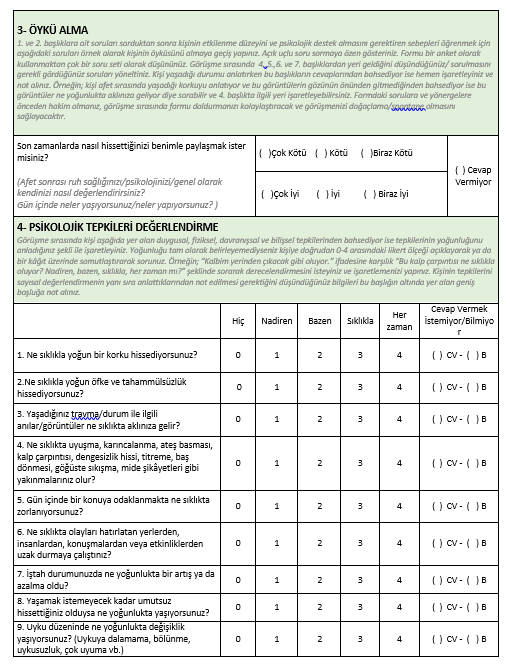 3- ÖYKÜ ALMA
1. ve 2. başlıklara ait soruları sorduktan sonra kişinin etkilenme düzeyini ve psikolojik destek almasını gerektiren sebepleri öğrenmek için
aşağıdaki soruları örnek olarak kişinin öyküsünü almaya geçiş yapınız. Açık uçlu soru sormaya özen gösteriniz. Formu bir anket olarak
kullanmaktan çok bir soru seti olarak düşününüz. Görüşme sırasında 4.,5.,6. ve 7. başlıklardan yeri geldiğini düşündüğünüz/ sorulmasını
gerekli gördüğünüz soruları yöneltiniz. Kişi yaşadığı durumu anlatırken bu başlıkların cevaplarından bahsediyor ise hemen işaretleyiniz ve
not alınız. Örneğin; kişi afet sırasında yaşadığı korkuyu anlatıyor ve bu görüntülerin gözünün önünden gitmediğinden bahsediyor ise bu
görüntüler ne yoğunlukta aklınıza geliyor diye sorabilir ve 4. başlıkta ilgili yeri işaretleyebilirsiniz. Formdaki sorulara ve yönergelere
önceden hakim olmanız, görüşme sırasında formu doldurmanızı kolaylaştıracak ve görüşmenizi doğaçlama/spontane olmasını
sağlayacaktır.
Son zamanlarda nasıl hissettiğinizi benimle paylaşmak ister
misiniz?
(Afet sonrası ruh sağlığınızı/psikolojinizi/genel olarak
kendinizi nasıl değerlendirirsiniz?
Gün içinde neler yaşıyorsunuz/neler yapıyorsunuz? )
( )Çok Kötü ( ) Kötü ( )Biraz Kötü
( )Çok İyi ( ) İyi ( ) Biraz İyi
( ) Cevap
Vermiyor
4- PSİKOLOJİK TEPKİLERİ DEĞERLENDİRME
Görüşme sırasında kişi aşağıda yer alan duygusal, fiziksel, davranışsal ve bilişsel tepkilerinden bahsediyor ise tepkilerinin yoğunluğunu
anladığınız şekli ile işaretleyiniz. Yoğunluğu tam olarak belirleyemediyseniz kişiye doğrudan 0-4 arasındaki likert ölçeği açıklayarak ya da
bir kâğıt üzerinde somutlaştırarak sorunuz. Örneğin; "Kalbim yerinden çıkacak gibi oluyor." ifadesine karşılık "Bu kalp çarpıntısı ne sıklıkla
oluyor? Nadiren, bazen, sıklıkla, her zaman mı?" şeklinde sorarak derecelendirmesini isteyiniz ve işaretlemenizi yapınız. Kişinin tepkilerini
sayısal değerlendirmenin yanı sıra anlattıklarından not edilmesi gerektiğini düşündüğünüz bilgileri bu başlığın altında yer alan geniş
boşluğa not alınız.
Hiç Nadiren Bazen Sıklıkla Her
zaman
Cevap Vermek
İstemiyor/Bilmiyo
r
1. Ne sıklıkla yoğun bir korku hissediyorsunuz? 0 1 2 3 4 ( ) CV - ( ) B
2.Ne sıklıkla yoğun öfke ve tahammülsüzlük
hissediyorsunuz? 0 1 2 3 4 ( ) CV - ( ) B
3. Yaşadığınız travma/durum ile ilgili
anılar/görüntüler ne sıklıkta aklınıza gelir? 0 1 2 3 4 ( ) CV - ( ) B
4. Ne sıklıkta uyuşma, karıncalanma, ateş basması,
kalp çarpıntısı, dengesizlik hissi, titreme, baş
dönmesi, göğüste sıkışma, mide şikâyetleri gibi
yakınmalarınız olur? 0 1 2 3 4 ( ) CV - ( ) B
5. Gün içinde bir konuya odaklanmakta ne sıklıkta
zorlanıyorsunuz? 0 1 2 3 4 ( ) CV - ( ) B
6. Ne sıklıkta olayları hatırlatan yerlerden,
insanlardan, konuşmalardan veya etkinliklerden
uzak durmaya çalıştınız? 0 1 2 3 4 ( ) CV - ( ) B
7. İştah durumunuzda ne yoğunlukta bir artış ya da
azalma oldu? 0 1 2 3 4 ( ) CV - ( ) B
8. Yaşamak istemeyecek kadar umutsuz
hissettiğiniz olduysa ne yoğunlukta yaşıyorsunuz? 0 1 2 3 4 ( ) CV - ( ) B
9. Uyku düzeninde ne yoğunlukta değişiklik
yaşıyorsunuz? (Uykuya dalamama, bölünme,
uykusuzluk, çok uyuma vb.) 0 1 2 3 4 ( ) CV - ( ) B